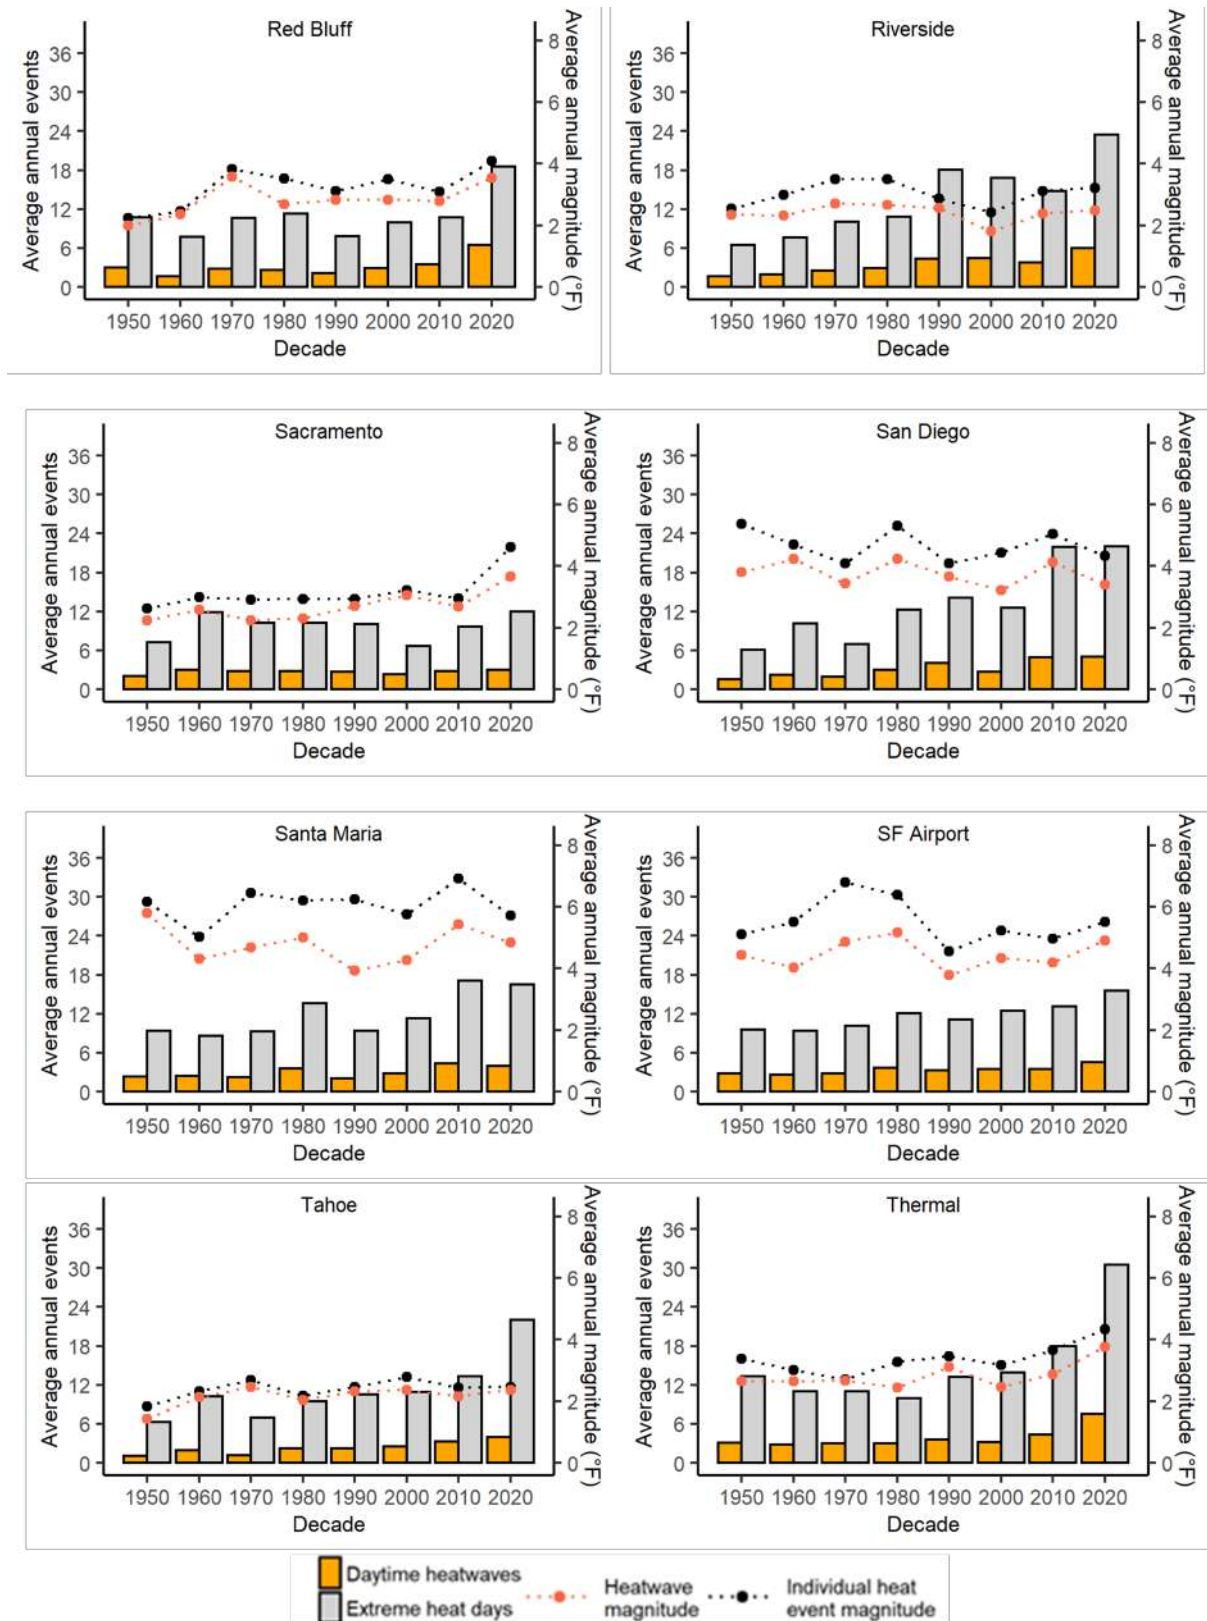 Red Bluff
Average annual events
36
30
24
18
12
6
0
8
6
4
2
0
Average annual magnitude (°F)
1950 1960 1970 1980 1990 2000 2010 2020
Decade
Riverside
Average annual events
36
30
24
18
12
6
0
8
6
4
2
0
Average annual magnitude (°F)
1950 1960 1970 1980 1990 2000 2010 2020
Decade
Sacramento
Average annual events
36
30
24
18
12
6
0
8
6
4
2
0
Average annual magnitude (°F)
1950 1960 1970 1980 1990 2000 2010 2020
Decade
San Diego
Average annual events
36
30
24
18
12
6
0
8
6
4
2
0
Average annual magnitude (°F)
1950 1960 1970 1980 1990 2000 2010 2020
Decade
Santa Maria
Average annual events
36
30
24
18
12
6
0
8
6
4
2
0
Average annual magnitude (°F)
1950 1960 1970 1980 1990 2000 2010 2020
Decade
SF Airport
Average annual events
36
30
24
18
12
6
0
8
6
4
2
0
Average annual magnitude (°F)
1950 1960 1970 1980 1990 2000 2010 2020
Decade
Tahoe
Average annual events
36
30
24
18
12
6
0
8
6
4
2
0
Average annual magnitude (°F)
1950 1960 1970 1980 1990 2000 2010 2020
Decade
Thermal
Average annual events
36
30
24
18
12
6
0
8
6
4
2
0
Average annual magnitude (°F)
1950 1960 1970 1980 1990 2000 2010 2020
Decade
Daytime heatwaves
Extreme heat days
Heatwave
magnitude
Individual heat
event magnitude